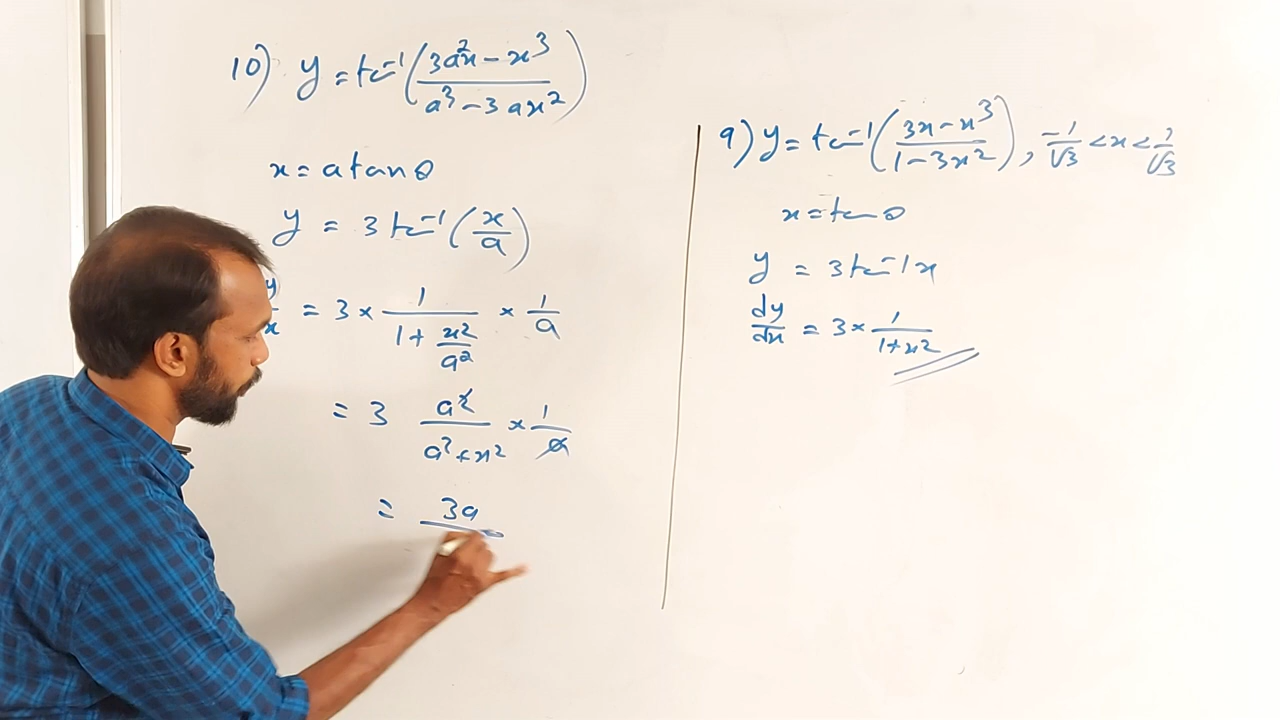 10) y = tan⁻¹((3a²x − x³)/(a³ − 3ax²))
x = a tan θ
y = 3 tan⁻¹(x/a)
y/x = 3 × 1/(1 + x²/a²) × 1/a
= 3 a²/(a² + x²) × 1/a
= 3a
9) y = tan⁻¹((3x − x³)/(1 − 3x²)), −1/√3 < x < 1/√3
x = tan θ
y = 3 tan⁻¹x
dy/dx = 3 × 1/(1 + x²)